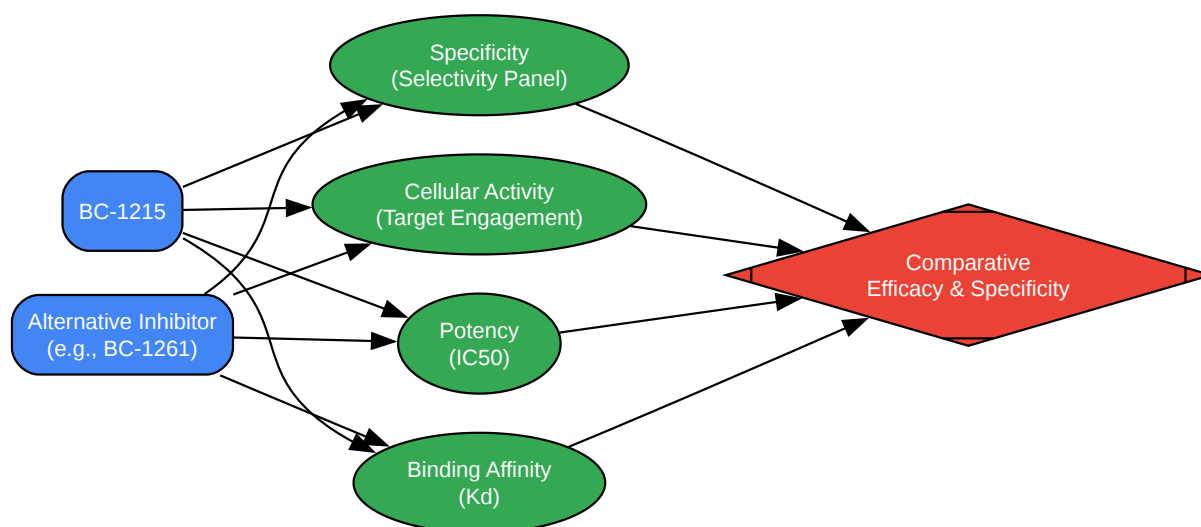 Specificity
(Selectivity Panel)
BC-1215
Cellular Activity
(Target Engagement)
Comparative
Efficacy & Specificity
Alternative Inhibitor
(e.g., BC-1261)
Potency
(IC50)
Binding Affinity
(Kd)